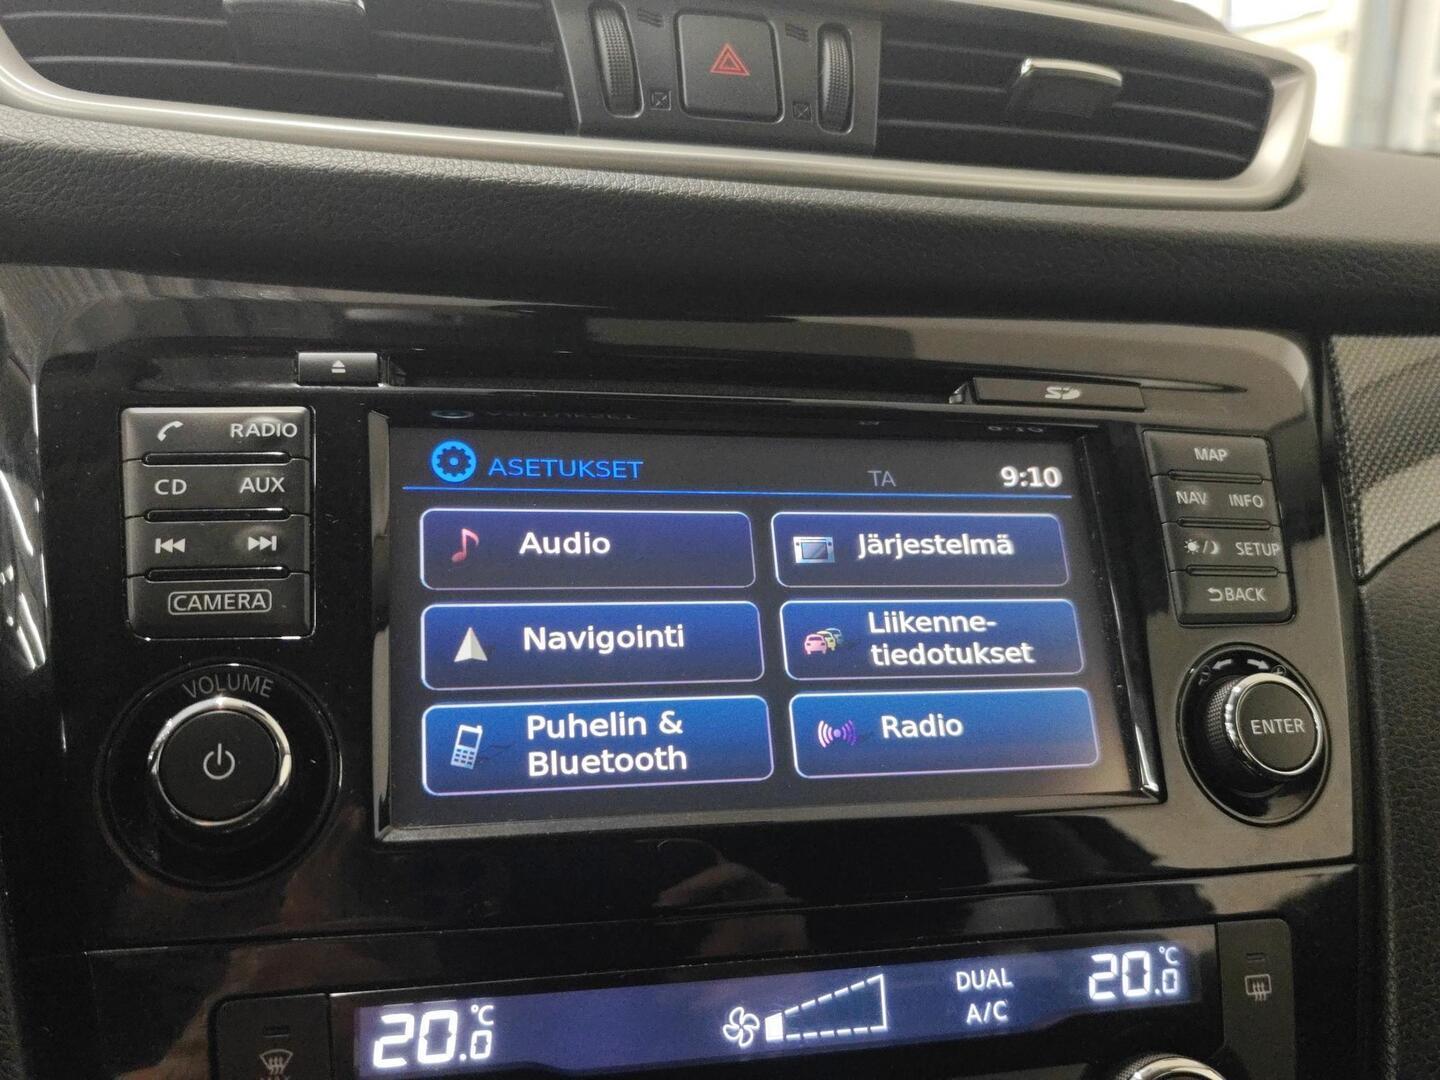 SD
RADIO
CD AUX
CAMERA
VOLUME
ASETUKSET
TA 9:10
Audio
Järjestelmä
Navigointi
Liikenne-
tiedotukset
Puhelin &
Bluetooth
Radio
MAP
NAV INFO
SETUP
BACK
ENTER
20.0 °C
DUAL
A/C
20.0 °C
MAX